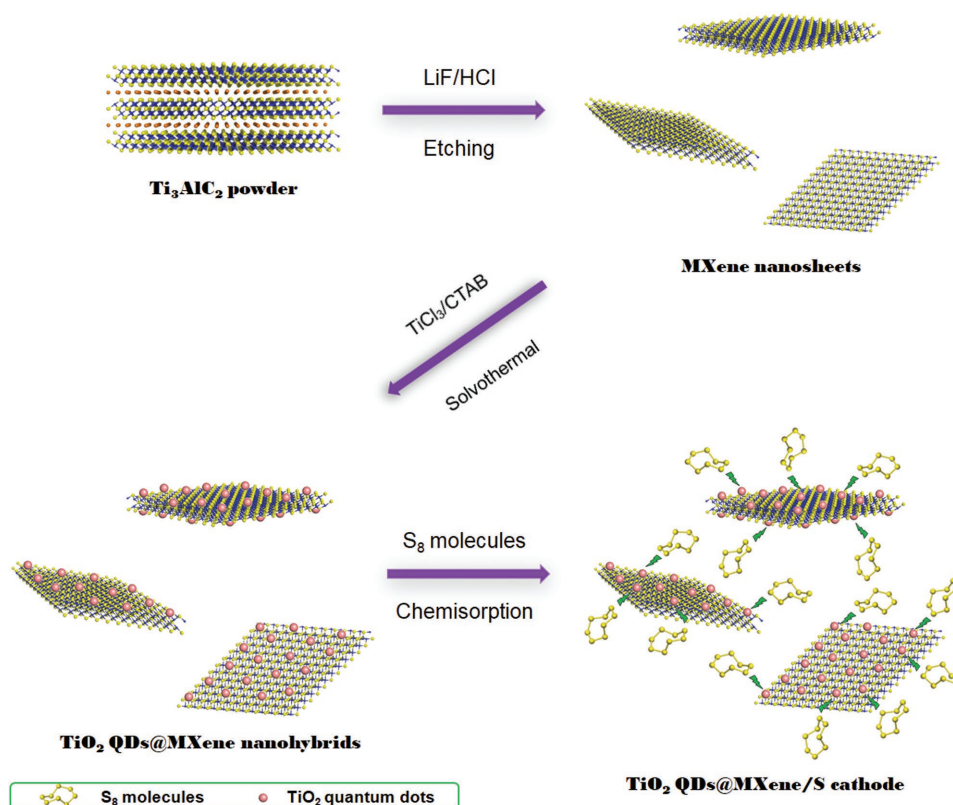 LiF/HCl
Etching
Ti₃AlC₂ powder
MXene nanosheets
TiCl₃/CTAB
Solvothermal
S₈ molecules
Chemisorption
TiO₂ QDs@MXene nanohybrids
TiO₂ QDs@MXene/S cathode
S₈ molecules TiO₂ quantum dots